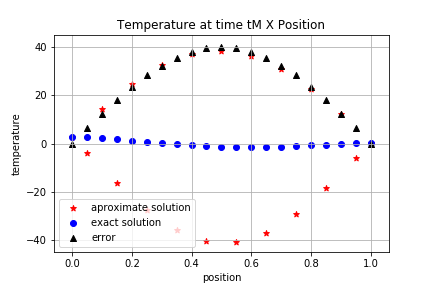 Temperature at time tM X Position
temperature
40
20
0
−20
−40
aproximate solution
exact solution
error
0.0 0.2 0.4 0.6 0.8 1.0
position